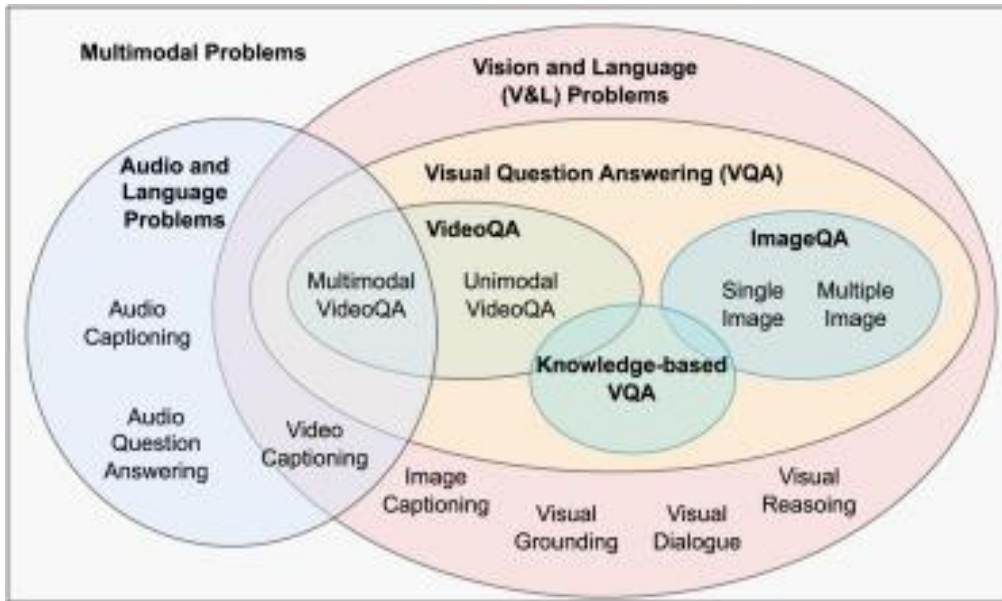 Multimodal Problems
Vision and Language
(V&L) Problems
Audio and
Language
Problems
Visual Question Answering (VQA)
VideoQA
ImageQA
Multimodal
VideoQA
Unimodal
VideoQA
Single
Image
Multiple
Image
Audio
Captioning
Knowledge-based
VQA
Audio
Question
Answering
Video
Captioning
Image
Captioning
Visual
Grounding
Visual
Dialogue
Visual
Reasoing